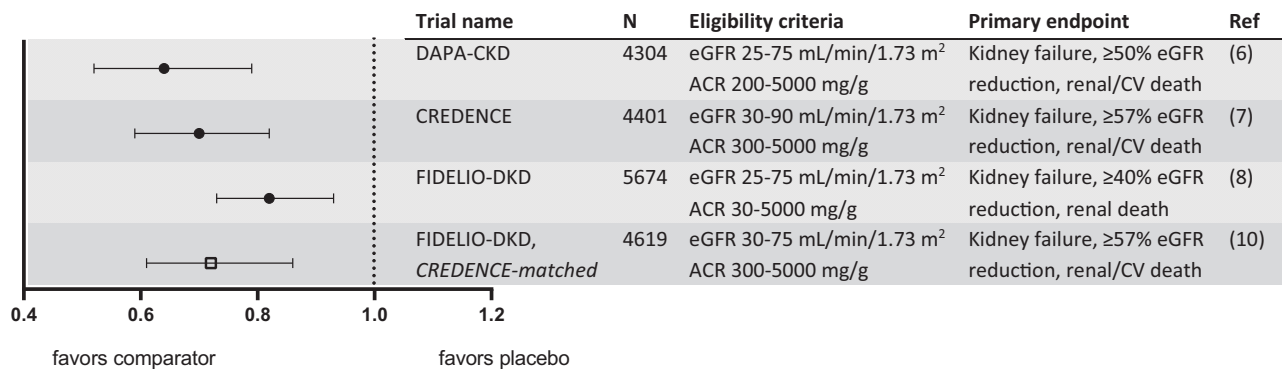 Trial name N Eligibility criteria Primary endpoint Ref
DAPA-CKD 4304 eGFR 25-75 mL/min/1.73 m² Kidney failure, ≥50% eGFR (6)
ACR 200-5000 mg/g reduction, renal/CV death
CREDENCE 4401 eGFR 30-90 mL/min/1.73 m² Kidney failure, ≥57% eGFR (7)
ACR 300-5000 mg/g reduction, renal/CV death
FIDELIO-DKD 5674 eGFR 25-75 mL/min/1.73 m² Kidney failure, ≥40% eGFR (8)
ACR 30-5000 mg/g reduction, renal death
FIDELIO-DKD, 4619 eGFR 30-75 mL/min/1.73 m² Kidney failure, ≥57% eGFR (10)
CREDENCE-matched ACR 300-5000 mg/g reduction, renal/CV death
0.4 0.6 0.8 1.0 1.2
favors comparator favors placebo